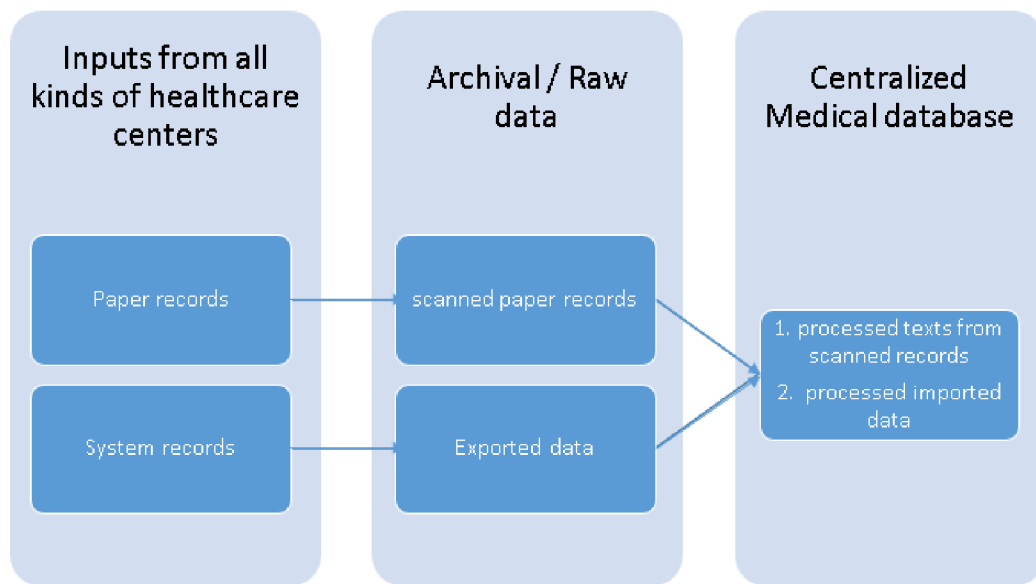 Inputs from all
kinds of healthcare
centers
Archival / Raw
data
Centralized
Medical database
Paper records
scanned paper records
System records
Exported data
1. processed texts from
scanned records
2. processed imported
data